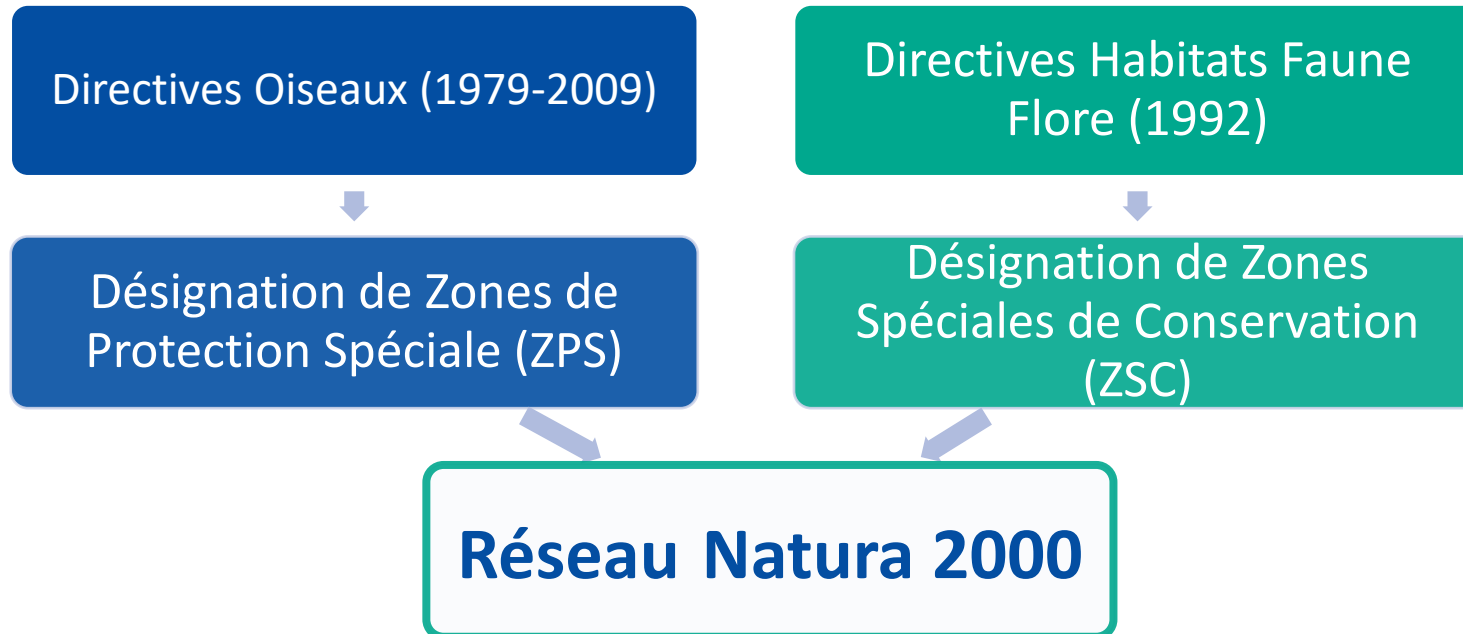 Directives Oiseaux (1979-2009)
Directives Habitats Faune
Flore (1992)
Désignation de Zones de
Protection Spéciale (ZPS)
Désignation de Zones
Spéciales de Conservation
(ZSC)
Réseau Natura 2000